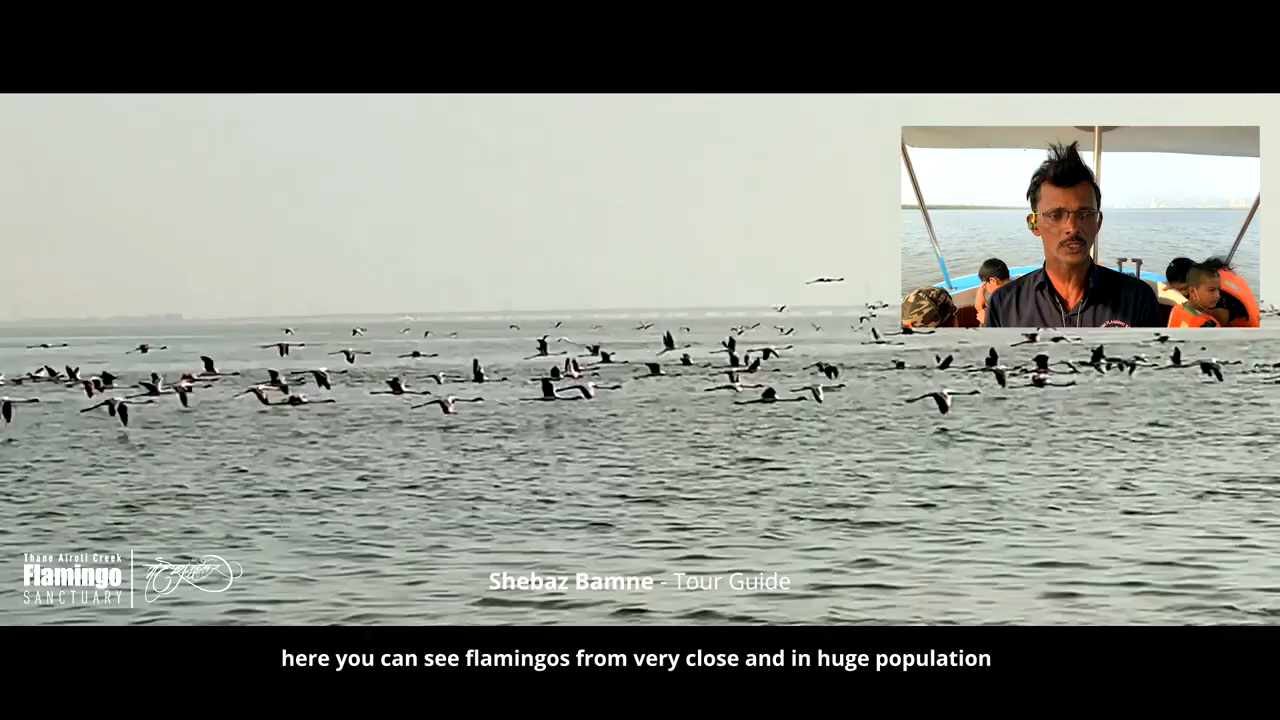 Thane Airoli Creek
Flamingo
SANCTUARY
Shebaz Bamne - Tour Guide
here you can see flamingos from very close and in huge population